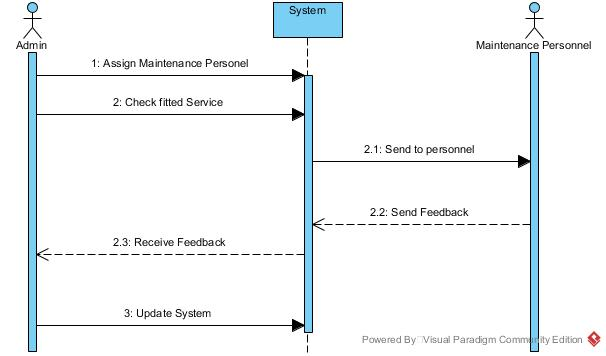 System
Admin
Maintenance Personnel
1: Assign Maintenance Personel
2: Check fitted Service
2.1: Send to personnel
2.2: Send Feedback
2.3: Receive Feedback
3: Update System
Powered By Visual Paradigm Community Edition